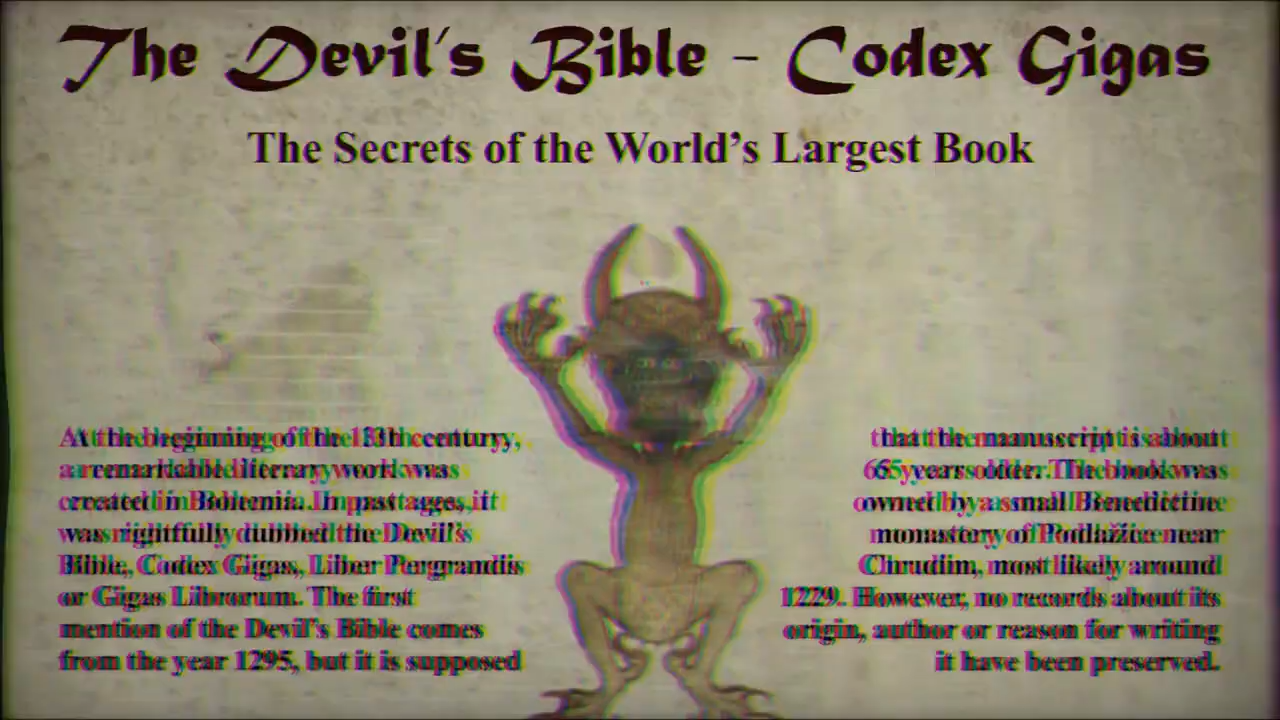 The Devil's Bible - Codex Gigas
The Secrets of the World's Largest Book
At the beginning of the 13th century,
a remarkable literary work was
created in Bohemia. In past ages, it
was rightfully dubbed the Devil's
Bible, Codex Gigas, Liber Pergrandis
or Gigas Librorum. The first
mention of the Devil's Bible comes
from the year 1295, but it is supposed
that the manuscript is about
65 years older. The book was
owned by a small Benedictine
monastery of Podlažice near
Chrudim, most likely around
1229. However, no records about its
origin, author or reason for writing
it have been preserved.